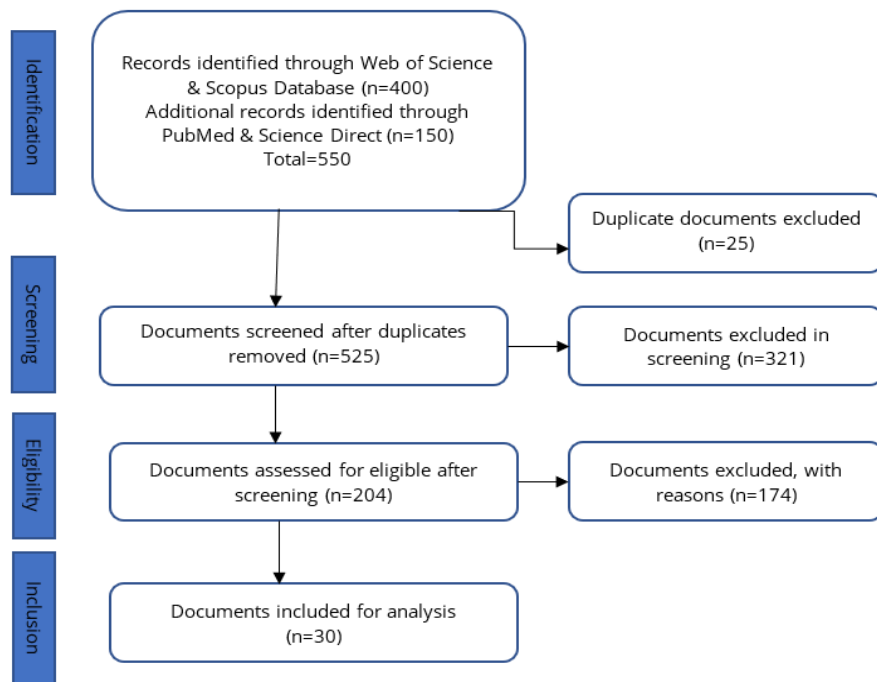 Identification
Records identified through Web of Science
& Scopus Database (n=400)
Additional records identified through
PubMed & Science Direct (n=150)
Total=550
Duplicate documents excluded
(n=25)
Screening
Documents screened after duplicates
removed (n=525)
Documents excluded in
screening (n=321)
Eligibility
Documents assessed for eligible after
screening (n=204)
Documents excluded, with
reasons (n=174)
Inclusion
Documents included for analysis
(n=30)